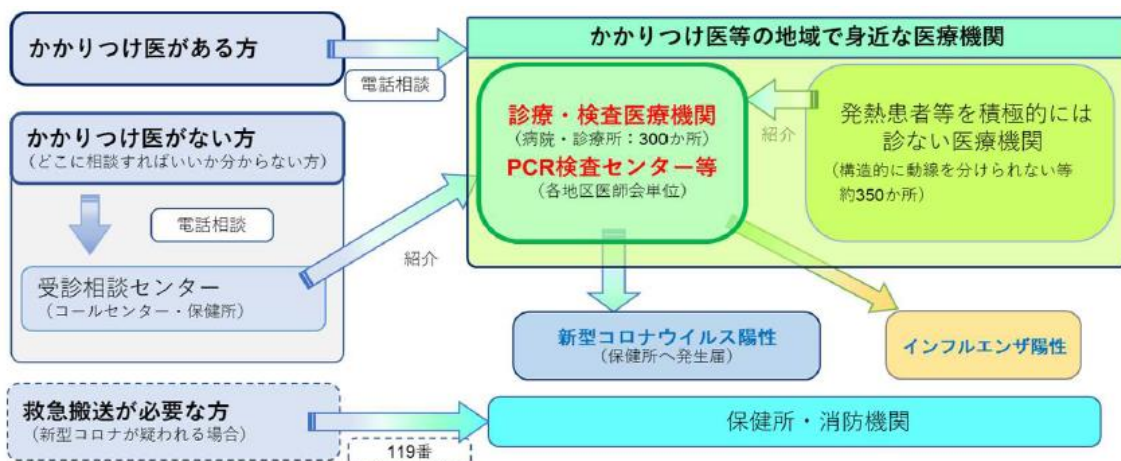 かかりつけ医がある方
電話相談
かかりつけ医等の地域で身近な医療機関
診療・検査医療機関
(病院・診療所:300か所)
PCR検査センター等
(各地区医師会単位)
紹介
発熱患者等を積極的には
診ない医療機関
(構造的に動線を分けられない等
約350か所)
かかりつけ医がない方
(どこに相談すればいいか分からない方)
電話相談
受診相談センター
(コールセンター・保健所)
紹介
新型コロナウイルス陽性
(保健所へ発生届)
インフルエンザ陽性
救急搬送が必要な方
(新型コロナが疑われる場合)
119番
保健所・消防機関